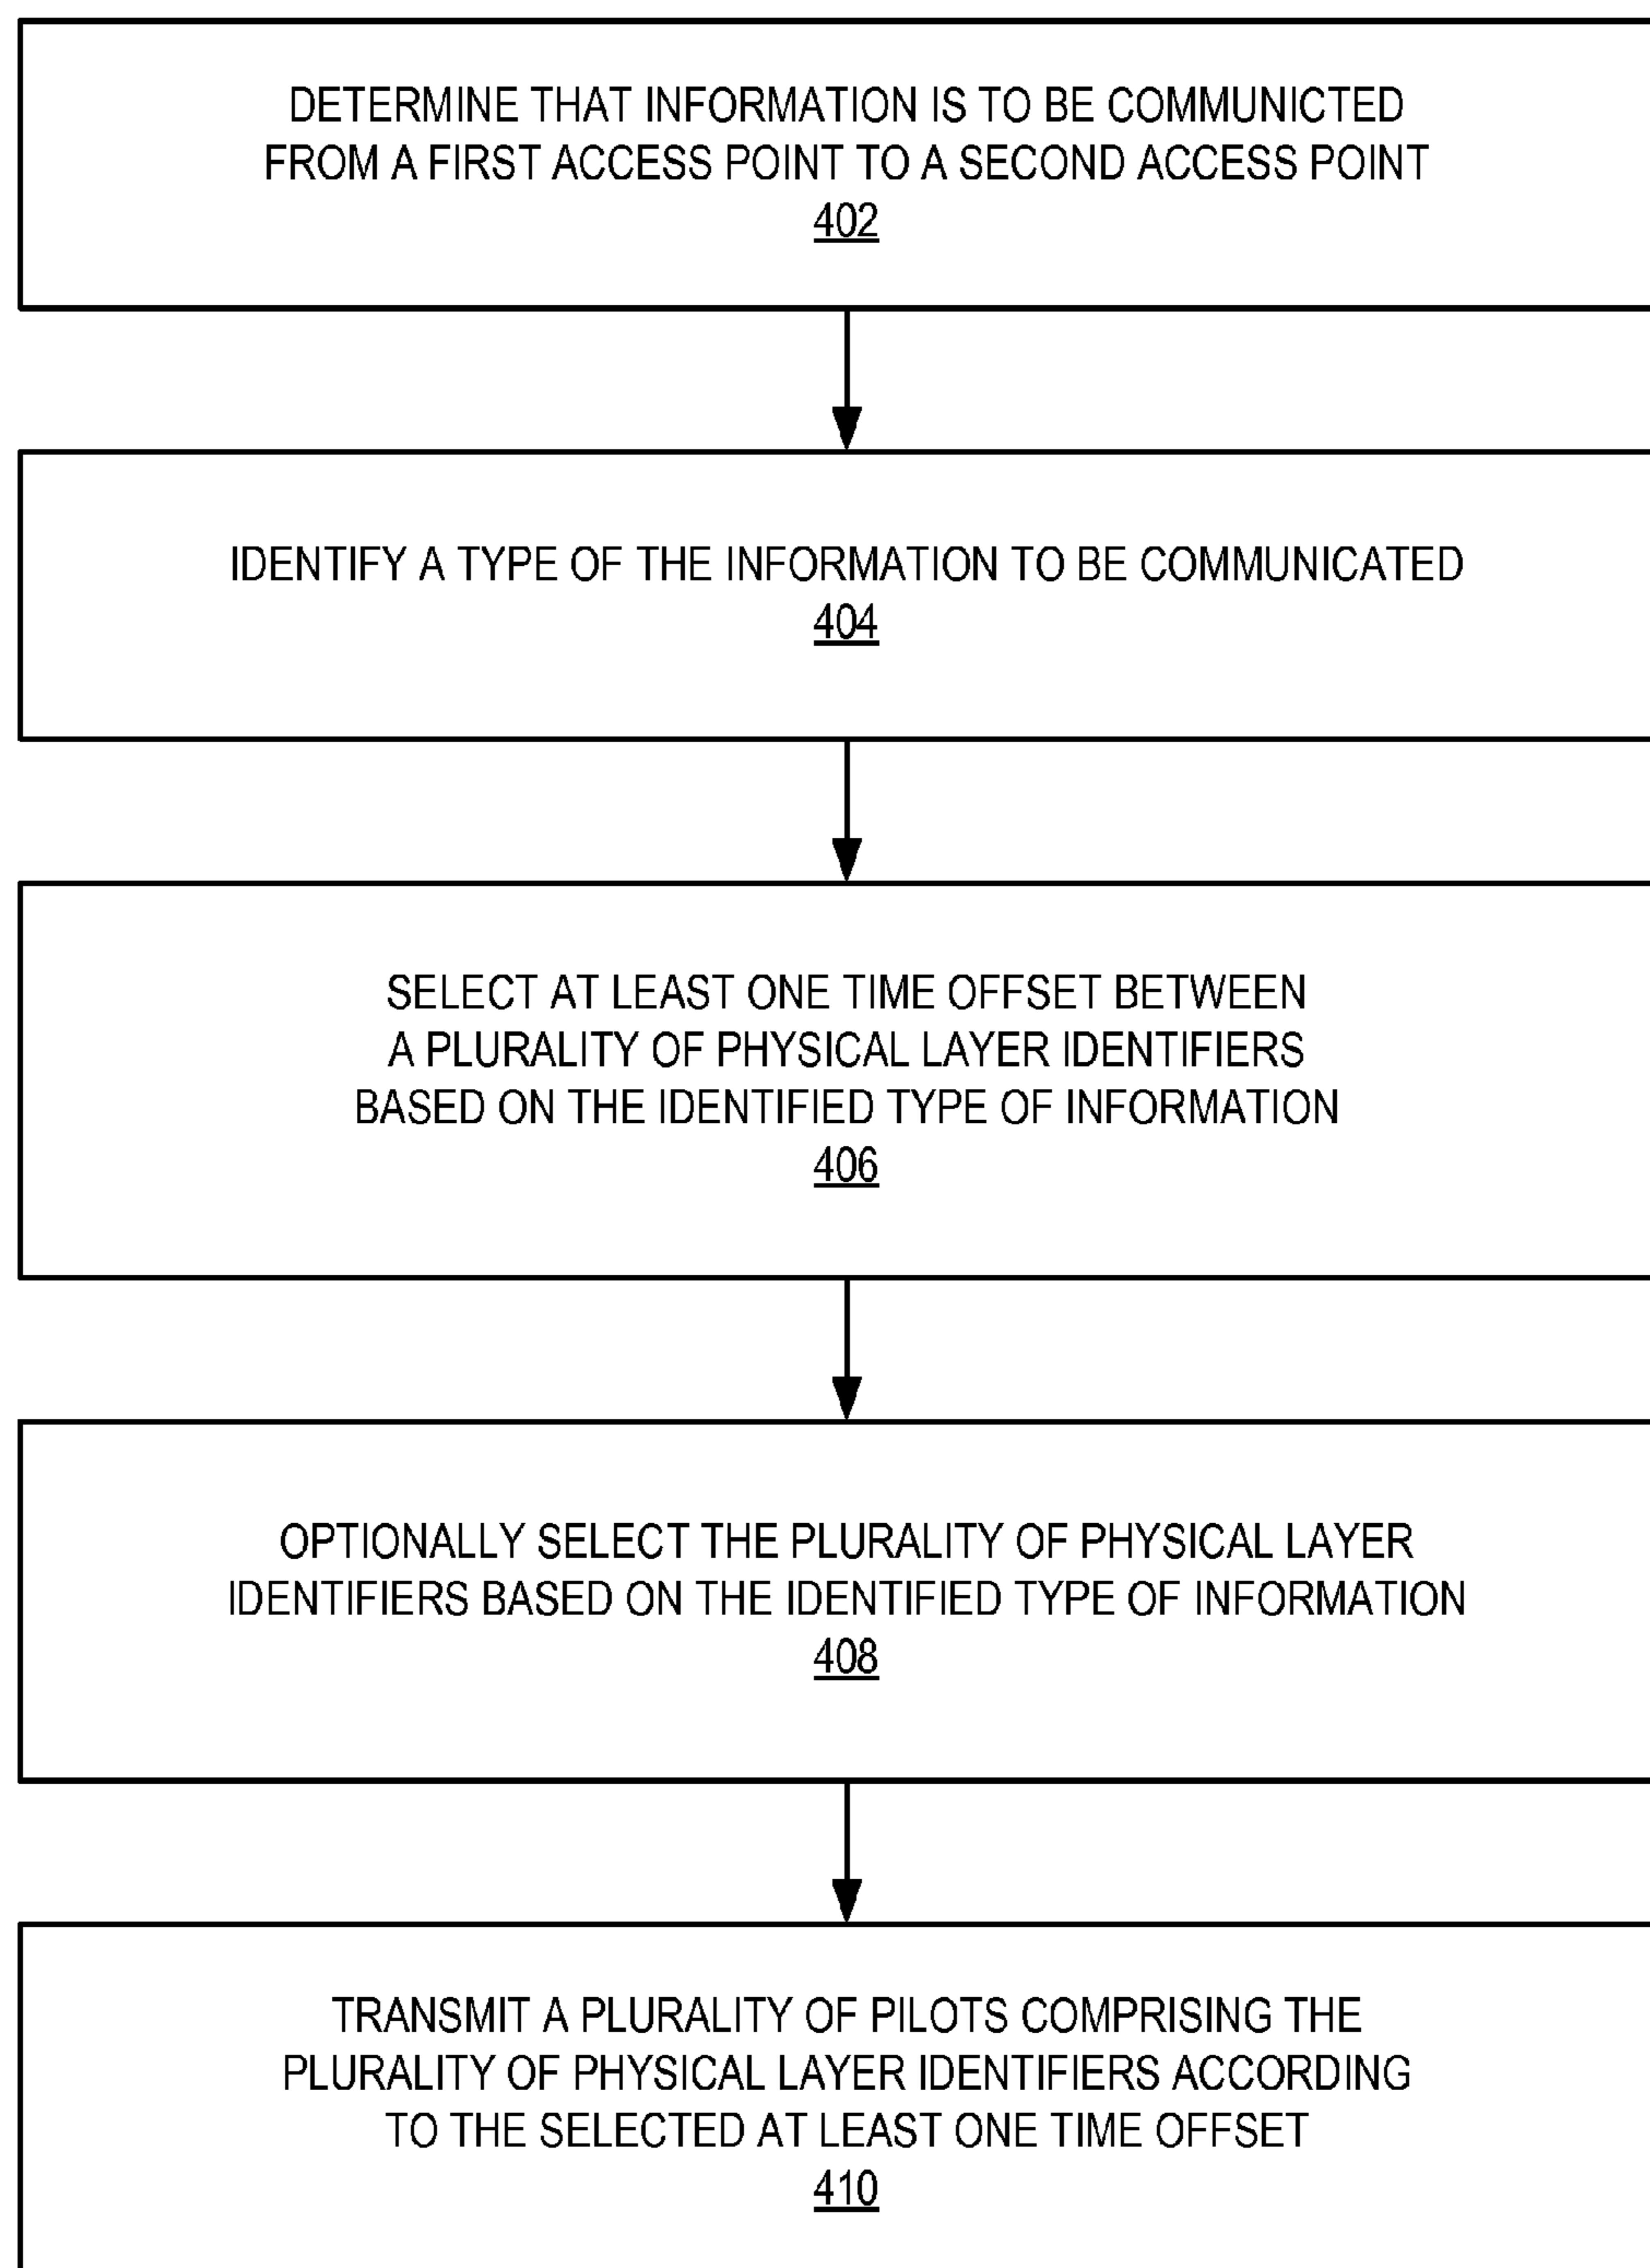 DETERMINE THAT INFORMATION IS TO BE COMMUNICTED
FROM A FIRST ACCESS POINT TO A SECOND ACCESS POINT
402
IDENTIFY A TYPE OF THE INFORMATION TO BE COMMUNICATED
404
SELECT AT LEAST ONE TIME OFFSET BETWEEN
A PLURALITY OF PHYSICAL LAYER IDENTIFIERS
BASED ON THE IDENTIFIED TYPE OF INFORMATION
406
OPTIONALLY SELECT THE PLURALITY OF PHYSICAL LAYER
IDENTIFIERS BASED ON THE IDENTIFIED TYPE OF INFORMATION
408
TRANSMIT A PLURALITY OF PILOTS COMPRISING THE
PLURALITY OF PHYSICAL LAYER IDENTIFIERS ACCORDING
TO THE SELECTED AT LEAST ONE TIME OFFSET
410